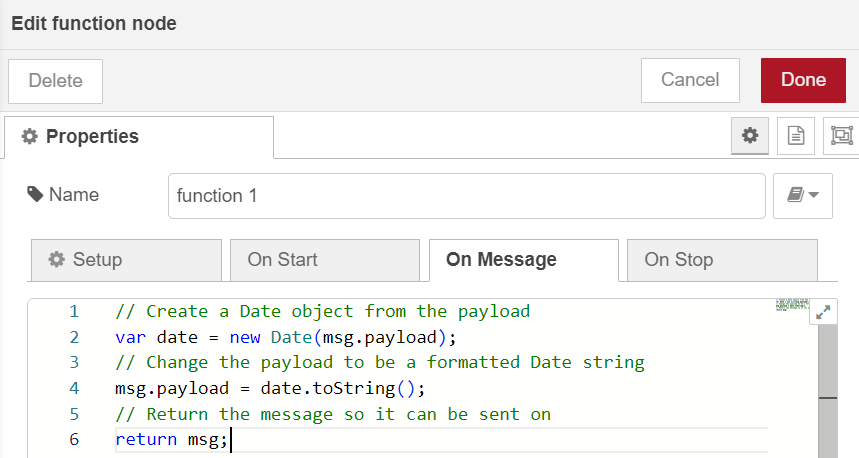 Edit function node
Delete
Cancel
Done
Properties
Name
function 1
Setup
On Start
On Message
On Stop
1 // Create a Date object from the payload
2 var date = new Date(msg.payload);
3 // Change the payload to be a formatted Date string
4 msg.payload = date.toString();
5 // Return the message so it can be sent on
6 return msg;